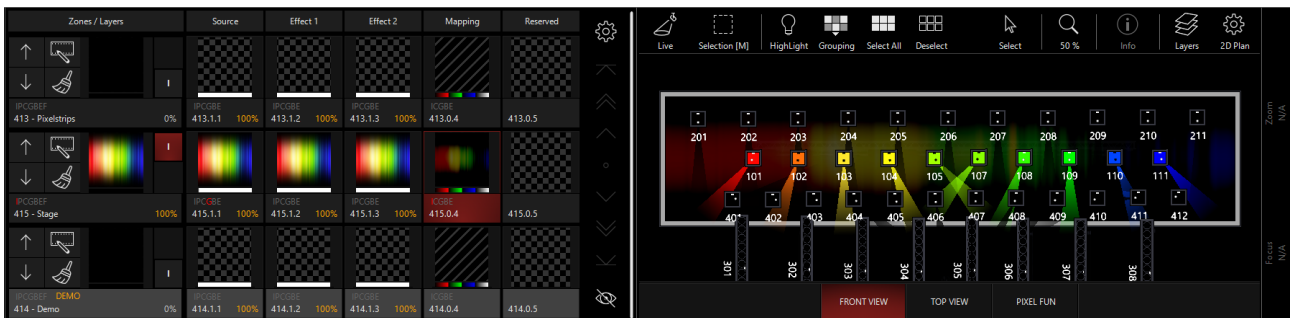 Zones / Layers Source Effect 1 Effect 2 Mapping Reserved
IPCGBEF IPCGBE IPCGBE IPCGBE ICGBE
413 - Pixelstrips 0% 413.1.1 100% 413.1.2 100% 413.1.3 100% 413.0.4 413.0.5
IPCGBEF IPCGBE IPCGBE IPCGBE ICGBE
415 - Stage 100% 415.1.1 100% 415.1.2 100% 415.1.3 100% 415.0.4 415.0.5
IPCGBEF DEMO IPCGBE IPCGBE IPCGBE ICGBE
414 - Demo 0% 414.1.1 100% 414.1.2 100% 414.1.3 100% 414.0.4 414.0.5
Live Selection [M] HighLight Grouping Select All Deselect Select 50 % Info Layers 2D Plan
201 202 203 204 205 206 207 208 209 210 211
101 102 103 104 105 107 108 109 110 111
402 403 404 405 406 407 408 409 410 411 412
301 302 303 304 305 306 307 308
FRONT VIEW TOP VIEW PIXEL FUN
Zoom
N/A
Focus
N/A